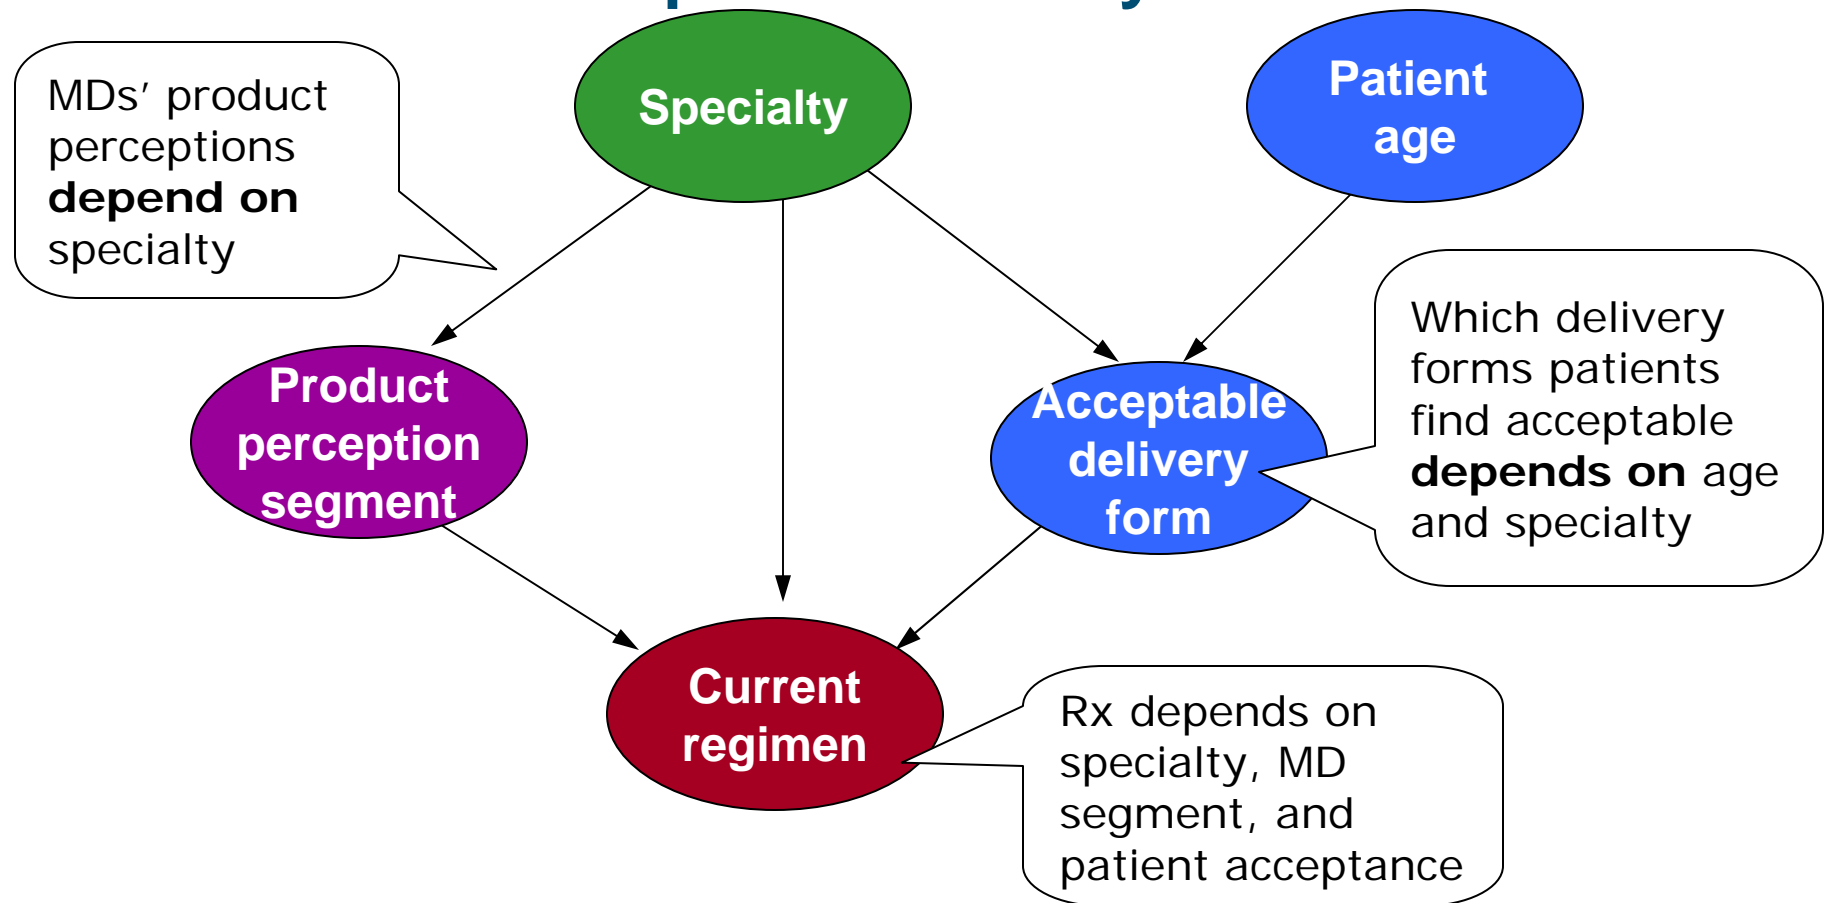 MDs’ product
perceptions
depend on
specialty
Specialty
Patient
age
Product
perception
segment
Acceptable
delivery
form
Which delivery
forms patients
find acceptable
depends on age
and specialty
Current
regimen
Rx depends on
specialty, MD
segment, and
patient acceptance